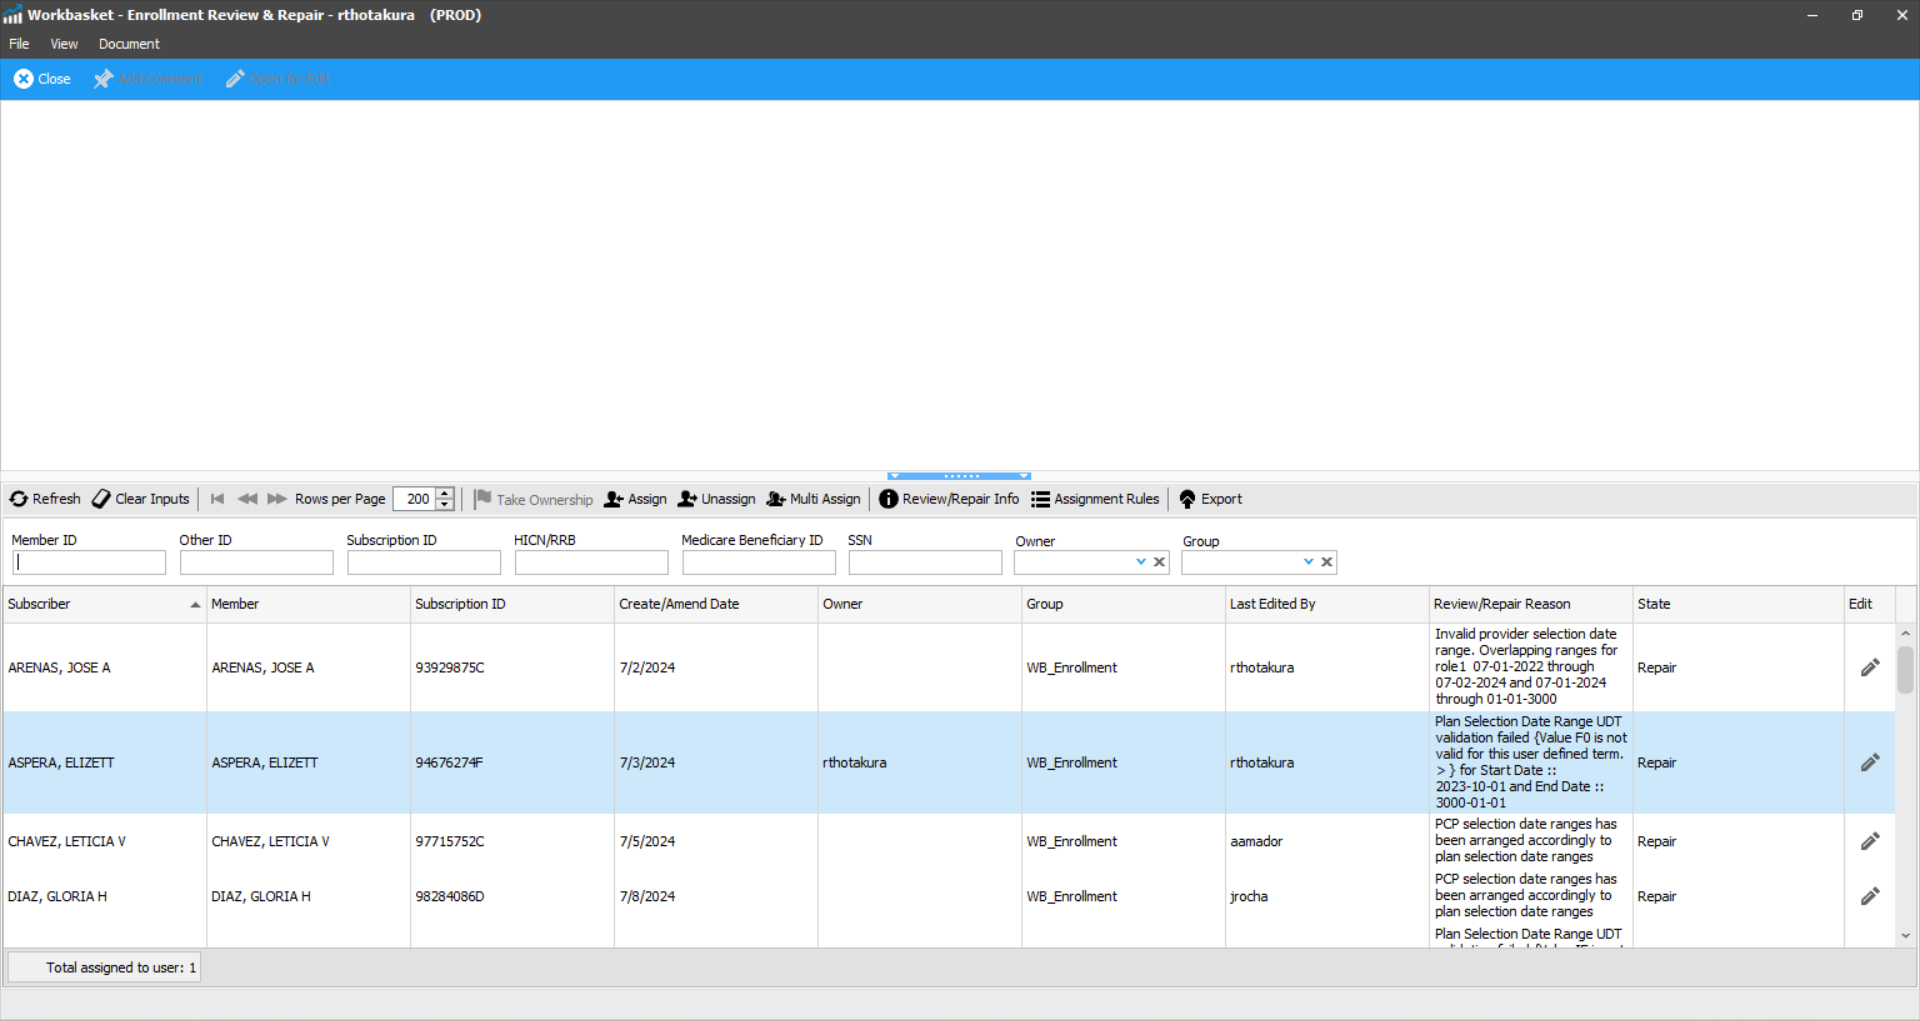 Workbasket - Enrollment Review & Repair - rthotakura (PROD)
File View Document
Close Add Comment Open for Edit
Refresh Clear Inputs Rows per Page 200 Take Ownership Assign Unassign Multi Assign Review/Repair Info Assignment Rules Export
Member ID Other ID Subscription ID HICN/RRB Medicare Beneficiary ID SSN Owner Group
Subscriber Member Subscription ID Create/Amend Date Owner Group Last Edited By Review/Repair Reason State Edit
ARENAS, JOSE A ARENAS, JOSE A 93929875C 7/2/2024 WB_Enrollment rthotakura
Invalid provider selection date
range. Overlapping ranges for
role1 07-01-2022 through
07-02-2024 and 07-01-2024
through 01-01-3000
Repair
ASPERA, ELIZETT ASPERA, ELIZETT 94676274F 7/3/2024 rthotakura WB_Enrollment rthotakura
Plan Selection Date Range UDT
validation failed {Value F0 is not
valid for this user defined term.
> } for Start Date ::
2023-10-01 and End Date ::
3000-01-01
Repair
CHAVEZ, LETICIA V CHAVEZ, LETICIA V 97715752C 7/5/2024 WB_Enrollment aamador
PCP selection date ranges has
been arranged accordingly to
plan selection date ranges
Repair
DIAZ, GLORIA H DIAZ, GLORIA H 98284086D 7/8/2024 WB_Enrollment jrocha
PCP selection date ranges has
been arranged accordingly to
plan selection date ranges
Repair
Plan Selection Date Range UDT
Total assigned to user: 1